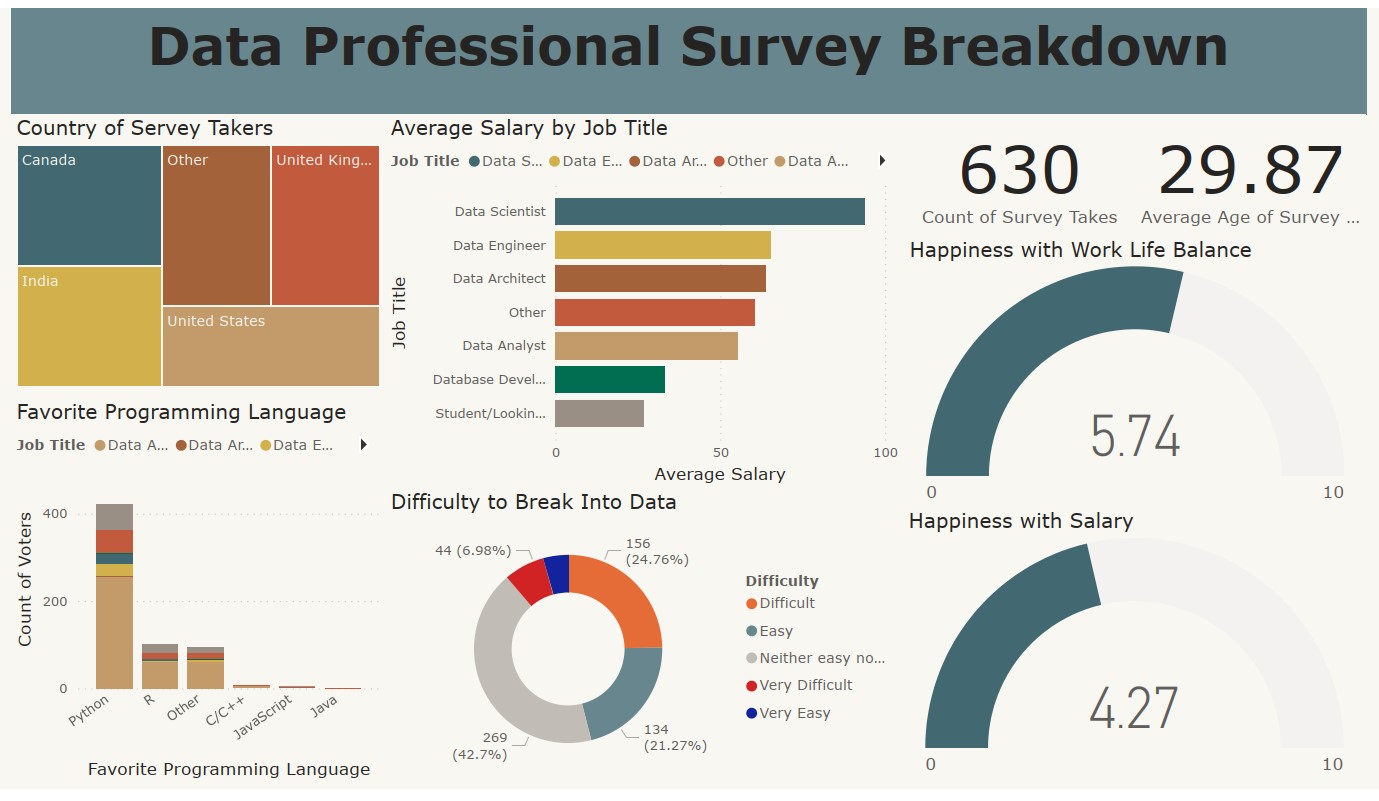 Data Professional Survey Breakdown
Country of Servey Takers
Canada
Other
United King...
India
United States
Average Salary by Job Title
Job Title Data S... Data E... Data Ar... Other Data A...
Job Title
Data Scientist
Data Engineer
Data Architect
Other
Data Analyst
Database Devel...
Student/Lookin...
0 50 100
Average Salary
630
Count of Survey Takes
29.87
Average Age of Survey ...
Happiness with Work Life Balance
5.74
0 10
Favorite Programming Language
Job Title Data A... Data Ar... Data E...
Count of Voters
400
200
0
Python R Other C/C++ JavaScript Java
Favorite Programming Language
Difficulty to Break Into Data
44 (6.98%)
156
(24.76%)
134
(21.27%)
269
(42.7%)
Difficulty
Difficult
Easy
Neither easy no...
Very Difficult
Very Easy
Happiness with Salary
4.27
0 10